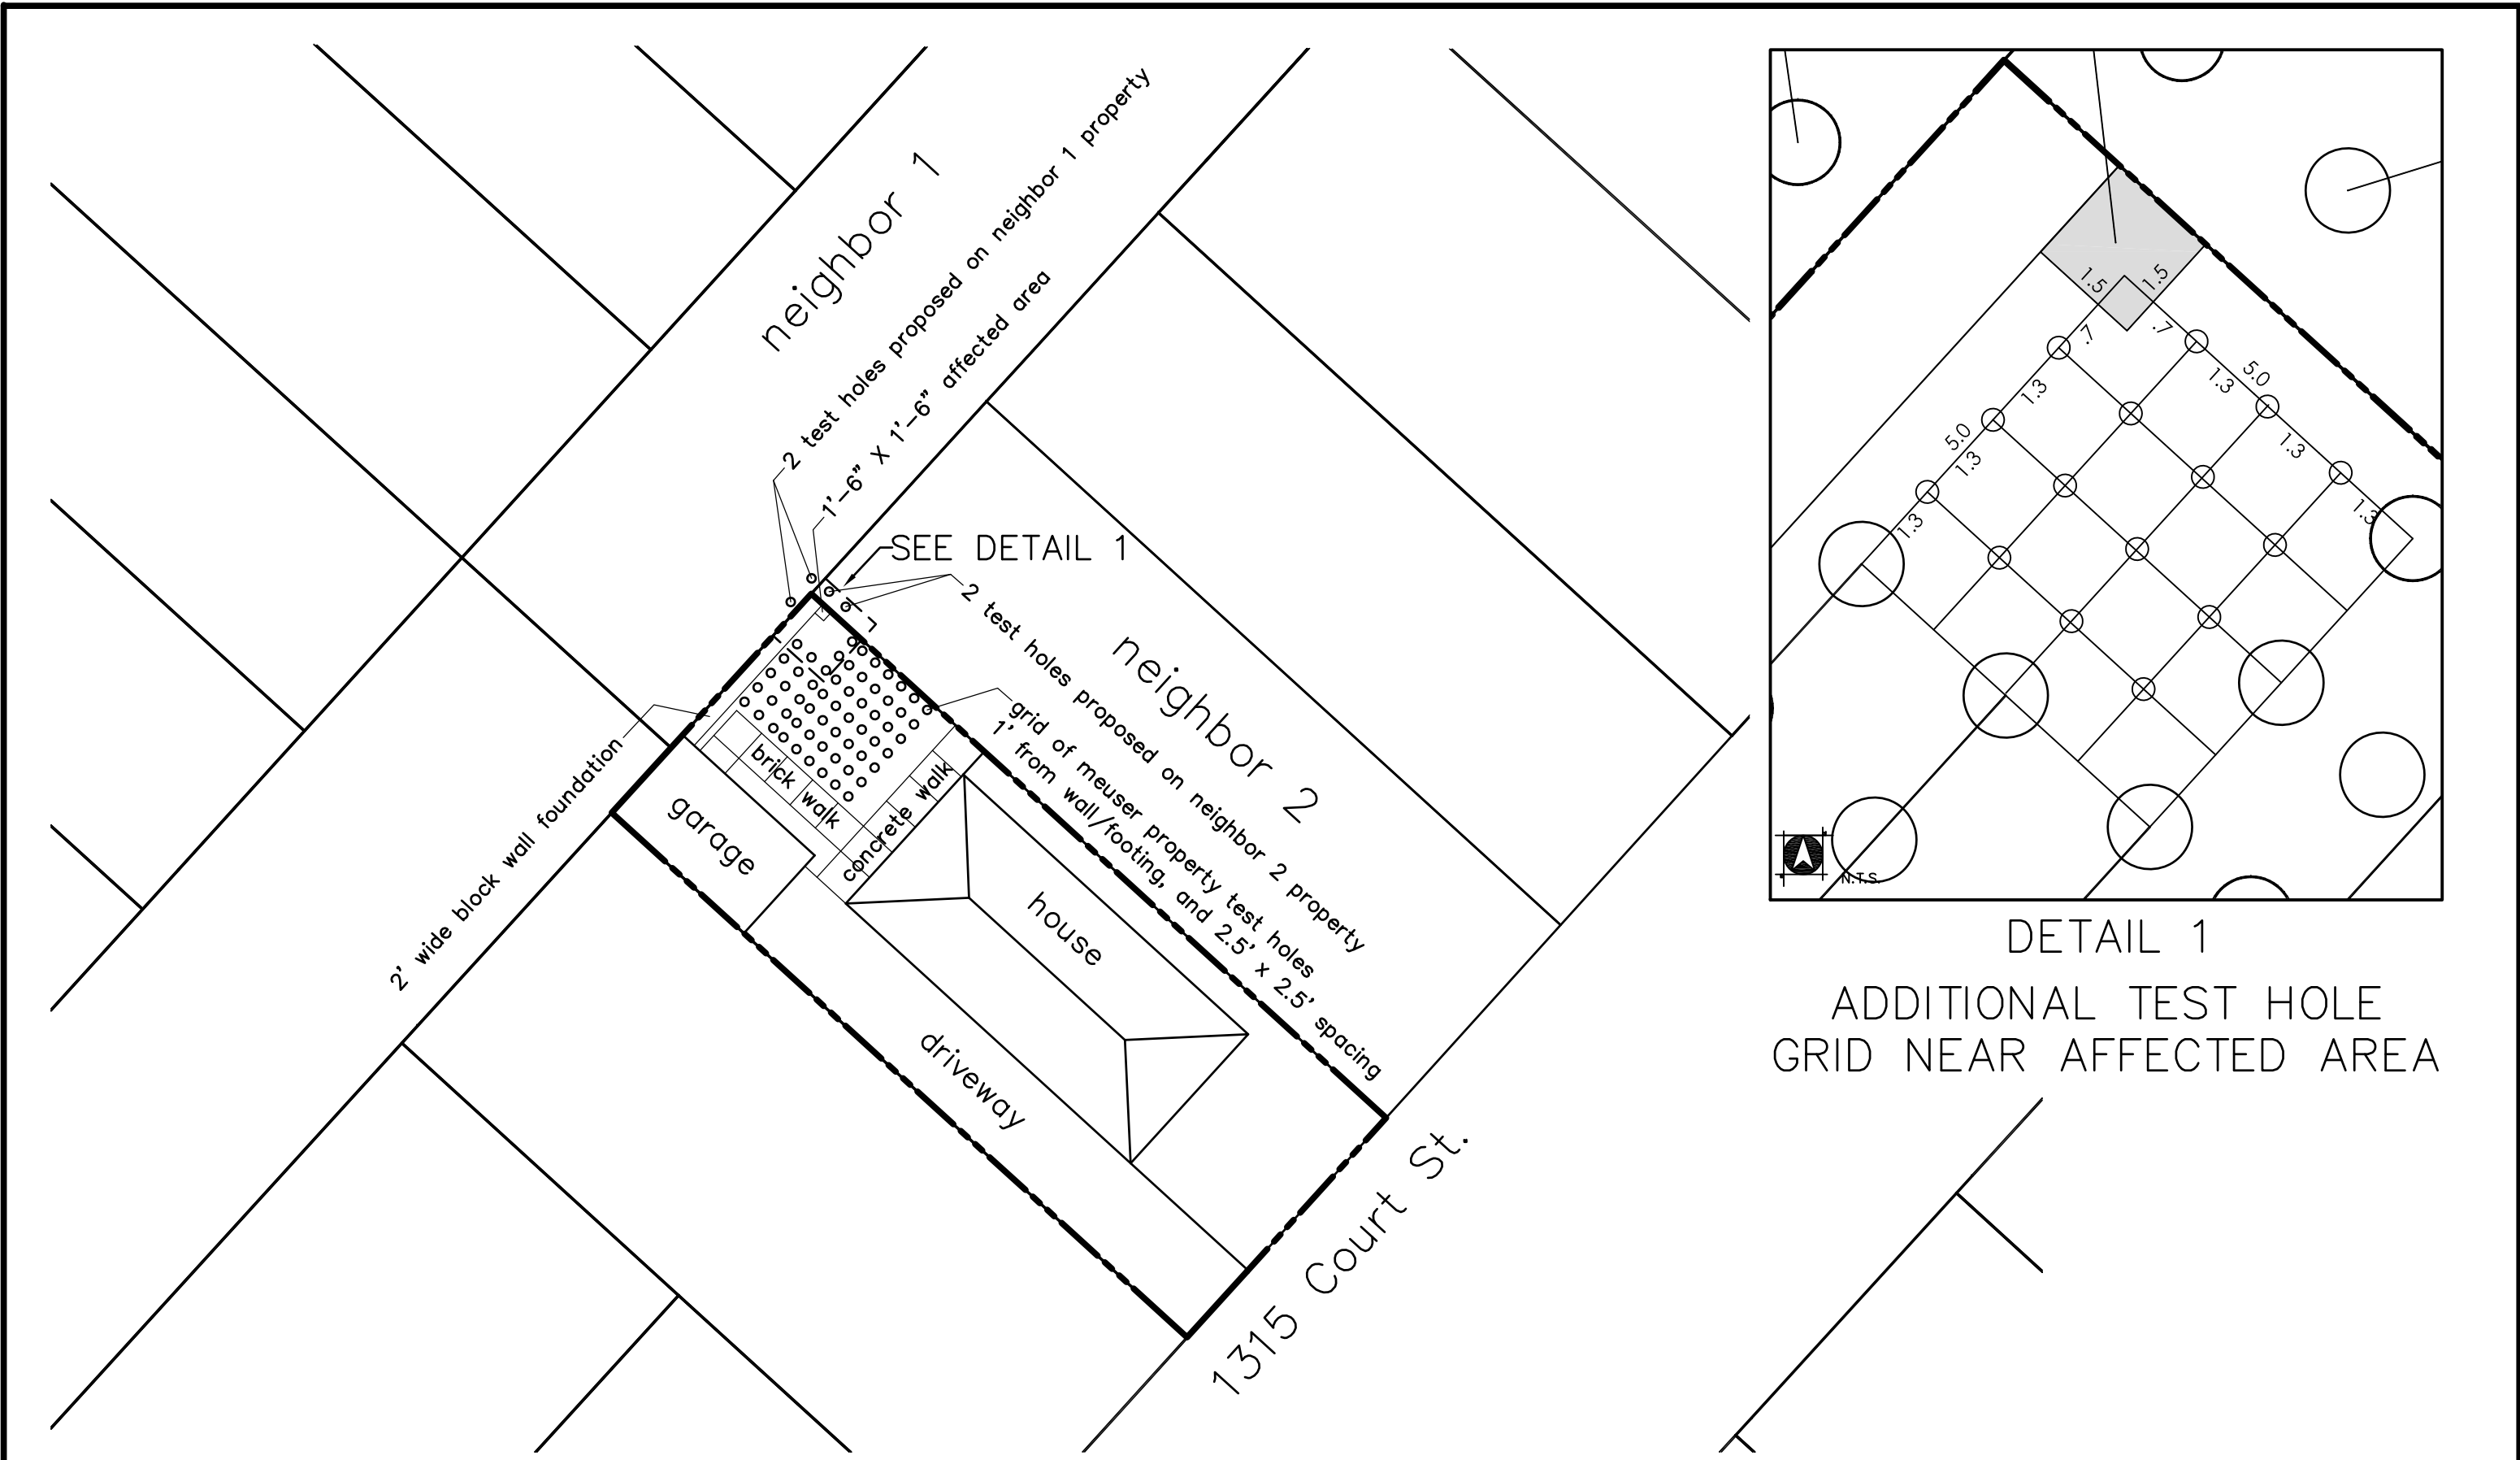 neighbor 1
2 test holes proposed on neighbor 1 property
1'-6" X 1'-6" affected area
SEE DETAIL 1
2 test holes proposed on neighbor 2 property
neighbor 2
grid of meuser property test holes
1' from wall/footing, and 2.5' x 2.5' spacing
2' wide block wall foundation
brick walk
concrete walk
garage
house
driveway
1315 Court St.
1.5
1.5
.7
.7
1.3
5.0
1.3
1.3
5.0
1.3
1.3
1.3
N.T.S.
DETAIL 1
ADDITIONAL TEST HOLE
GRID NEAR AFFECTED AREA